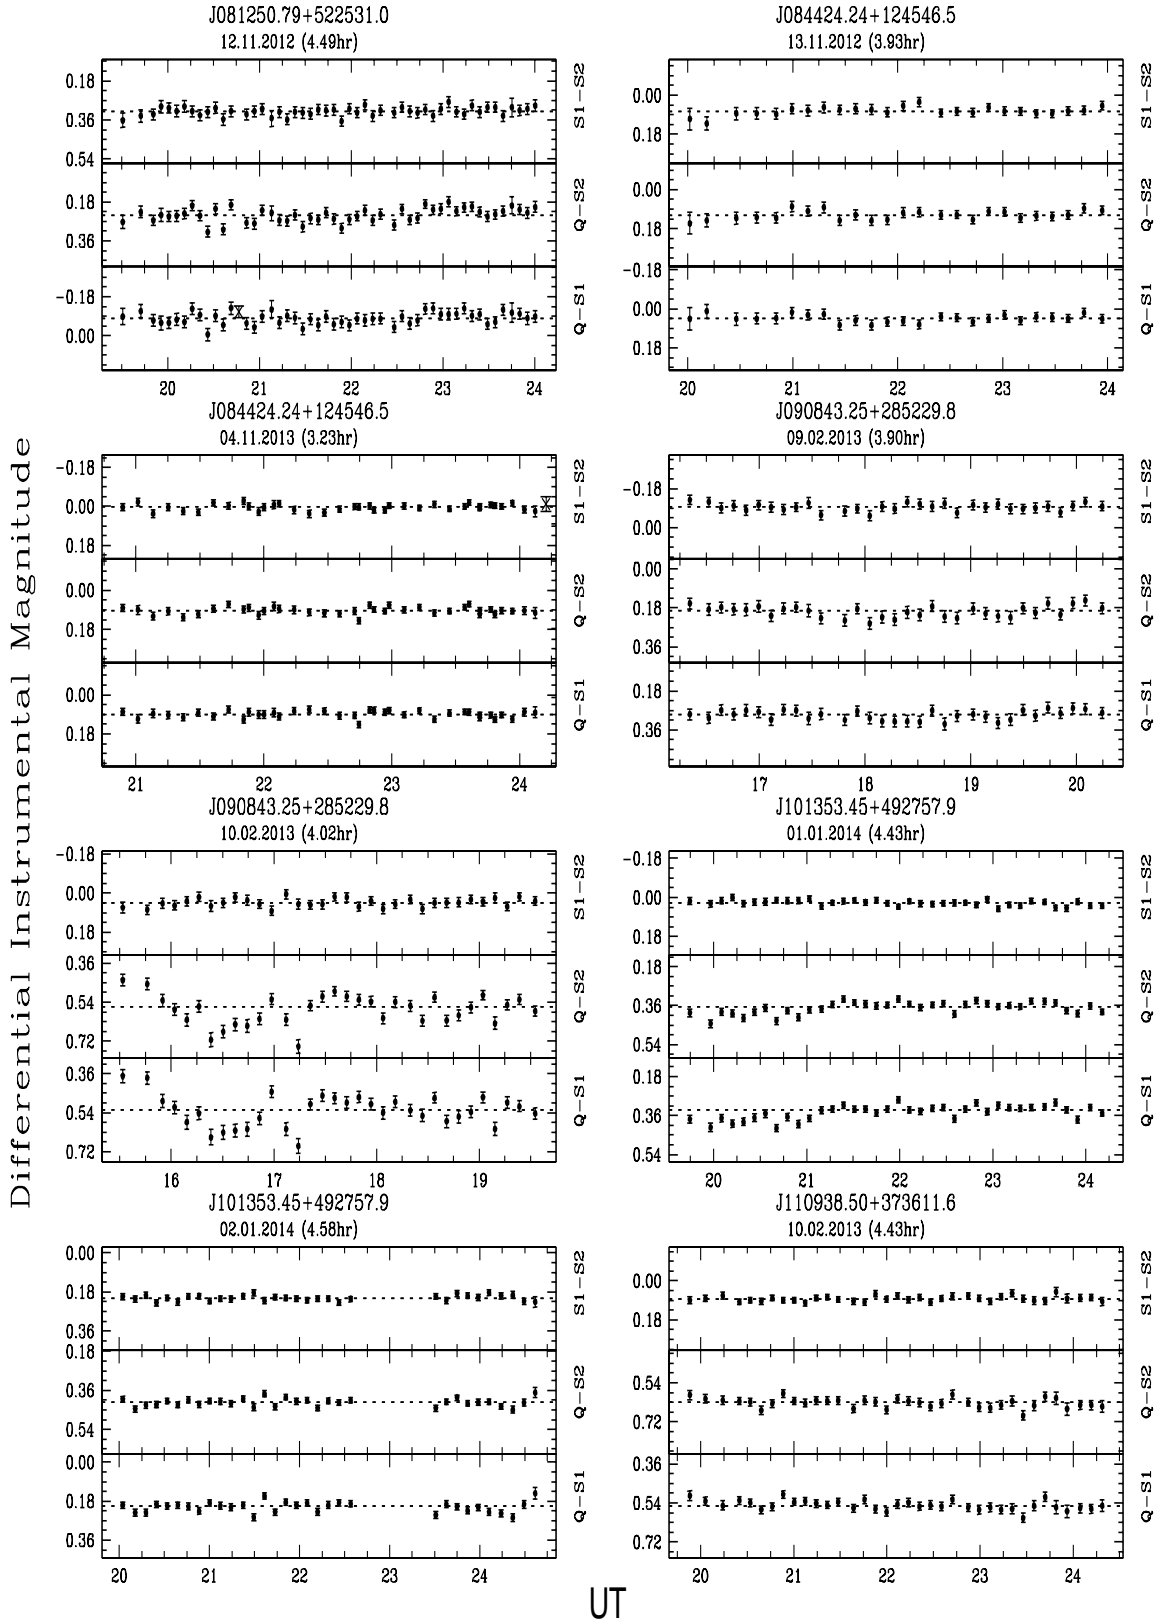 J081250.79+522531.0
12.11.2012 (4.49hr)
0.18
0.36
0.54
S1-S2
0.18
0.36
Q-S2
-0.18
0.00
Q-S1
20 21 22 23 24
J084424.24+124546.5
13.11.2012 (3.93hr)
0.00
0.18
S1-S2
0.00
0.18
Q-S2
-0.18
0.00
0.18
Q-S1
20 21 22 23 24
J084424.24+124546.5
04.11.2013 (3.23hr)
-0.18
0.00
0.18
S1-S2
0.00
0.18
Q-S2
0.00
0.18
Q-S1
21 22 23 24
J090843.25+285229.8
09.02.2013 (3.90hr)
-0.18
0.00
S1-S2
0.00
0.18
0.36
Q-S2
0.18
0.36
Q-S1
17 18 19 20
Differential Instrumental Magnitude
J090843.25+285229.8
10.02.2013 (4.02hr)
-0.18
0.00
0.18
S1-S2
0.36
0.54
0.72
Q-S2
0.36
0.54
0.72
Q-S1
16 17 18 19
J101353.45+492757.9
01.01.2014 (4.43hr)
-0.18
0.00
0.18
S1-S2
0.18
0.36
0.54
Q-S2
0.18
0.36
0.54
Q-S1
20 21 22 23 24
J101353.45+492757.9
02.01.2014 (4.58hr)
0.00
0.18
0.36
S1-S2
0.18
0.36
0.54
Q-S2
0.00
0.18
0.36
Q-S1
20 21 22 23 24
J110938.50+373611.6
10.02.2013 (4.43hr)
0.00
0.18
S1-S2
0.54
0.72
Q-S2
0.36
0.54
0.72
Q-S1
20 21 22 23 24
UT